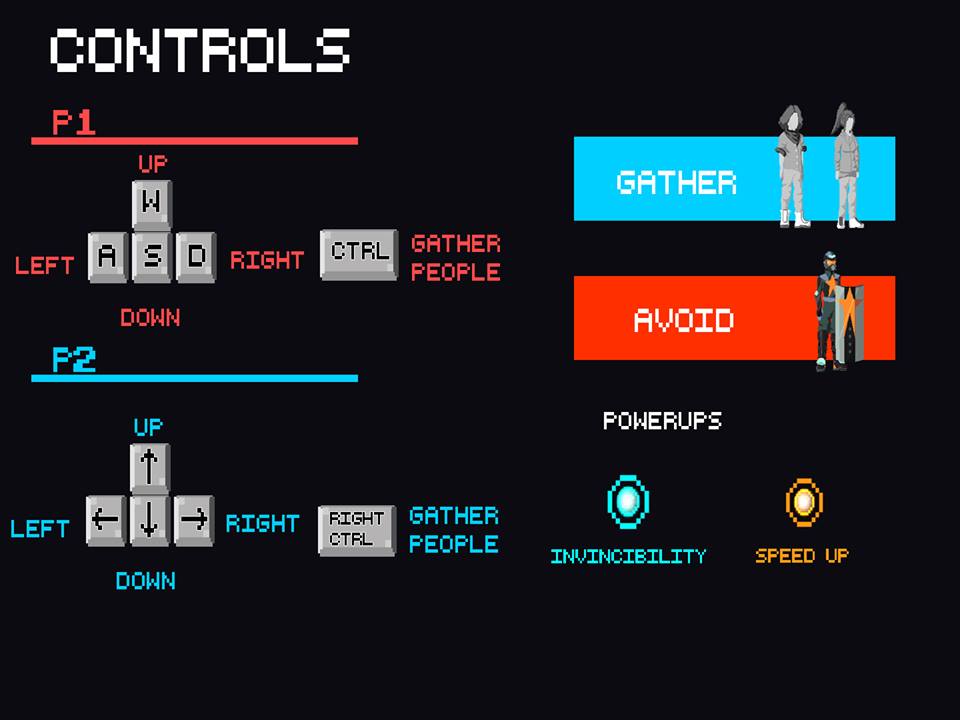 CONTROLS
P1
UP
W
A S D
LEFT
RIGHT
CTRL
GATHER
PEOPLE
DOWN
P2
UP
↑
← ↓ →
LEFT
RIGHT
RIGHT
CTRL
GATHER
PEOPLE
DOWN
GATHER
AVOID
POWERUPS
INVINCIBILITY
SPEED UP